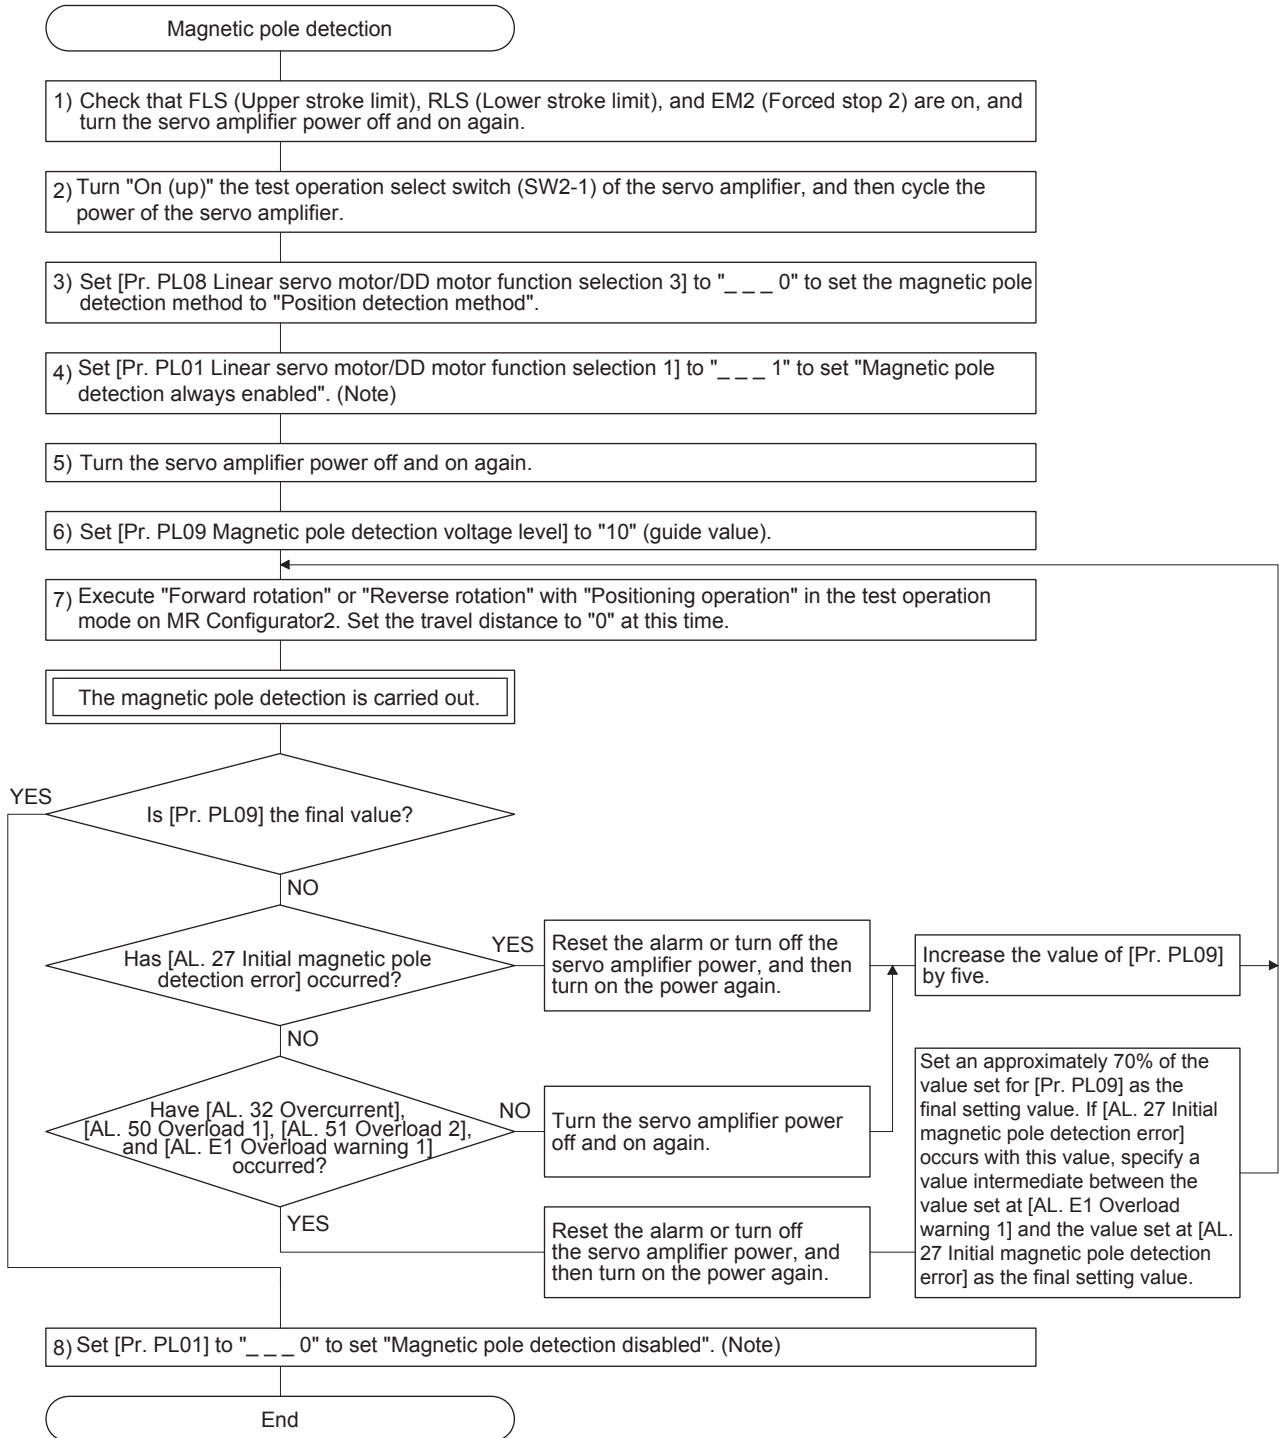 Magnetic pole detection
1) Check that FLS (Upper stroke limit), RLS (Lower stroke limit), and EM2 (Forced stop 2) are on, and
turn the servo amplifier power off and on again.
2) Turn "On (up)" the test operation select switch (SW2-1) of the servo amplifier, and then cycle the
power of the servo amplifier.
3) Set [Pr. PL08 Linear servo motor/DD motor function selection 3] to "_ _ _ 0" to set the magnetic pole
detection method to "Position detection method".
4) Set [Pr. PL01 Linear servo motor/DD motor function selection 1] to "_ _ _ 1" to set "Magnetic pole
detection always enabled". (Note)
5) Turn the servo amplifier power off and on again.
6) Set [Pr. PL09 Magnetic pole detection voltage level] to "10" (guide value).
7) Execute "Forward rotation" or "Reverse rotation" with "Positioning operation" in the test operation
mode on MR Configurator2. Set the travel distance to "0" at this time.
The magnetic pole detection is carried out.
YES
Is [Pr. PL09] the final value?
NO
Has [AL. 27 Initial magnetic pole
detection error] occurred?
YES
Reset the alarm or turn off the
servo amplifier power, and then
turn on the power again.
Increase the value of [Pr. PL09]
by five.
NO
Have [AL. 32 Overcurrent],
[AL. 50 Overload 1], [AL. 51 Overload 2],
and [AL. E1 Overload warning 1]
occurred?
NO
Turn the servo amplifier power
off and on again.
Set an approximately 70% of the
value set for [Pr. PL09] as the
final setting value. If [AL. 27 Initial
magnetic pole detection error]
occurs with this value, specify a
value intermediate between the
value set at [AL. E1 Overload
warning 1] and the value set at [AL.
27 Initial magnetic pole detection
error] as the final setting value.
YES
Reset the alarm or turn off
the servo amplifier power, and
then turn on the power again.
8) Set [Pr. PL01] to "_ _ _ 0" to set "Magnetic pole detection disabled". (Note)
End